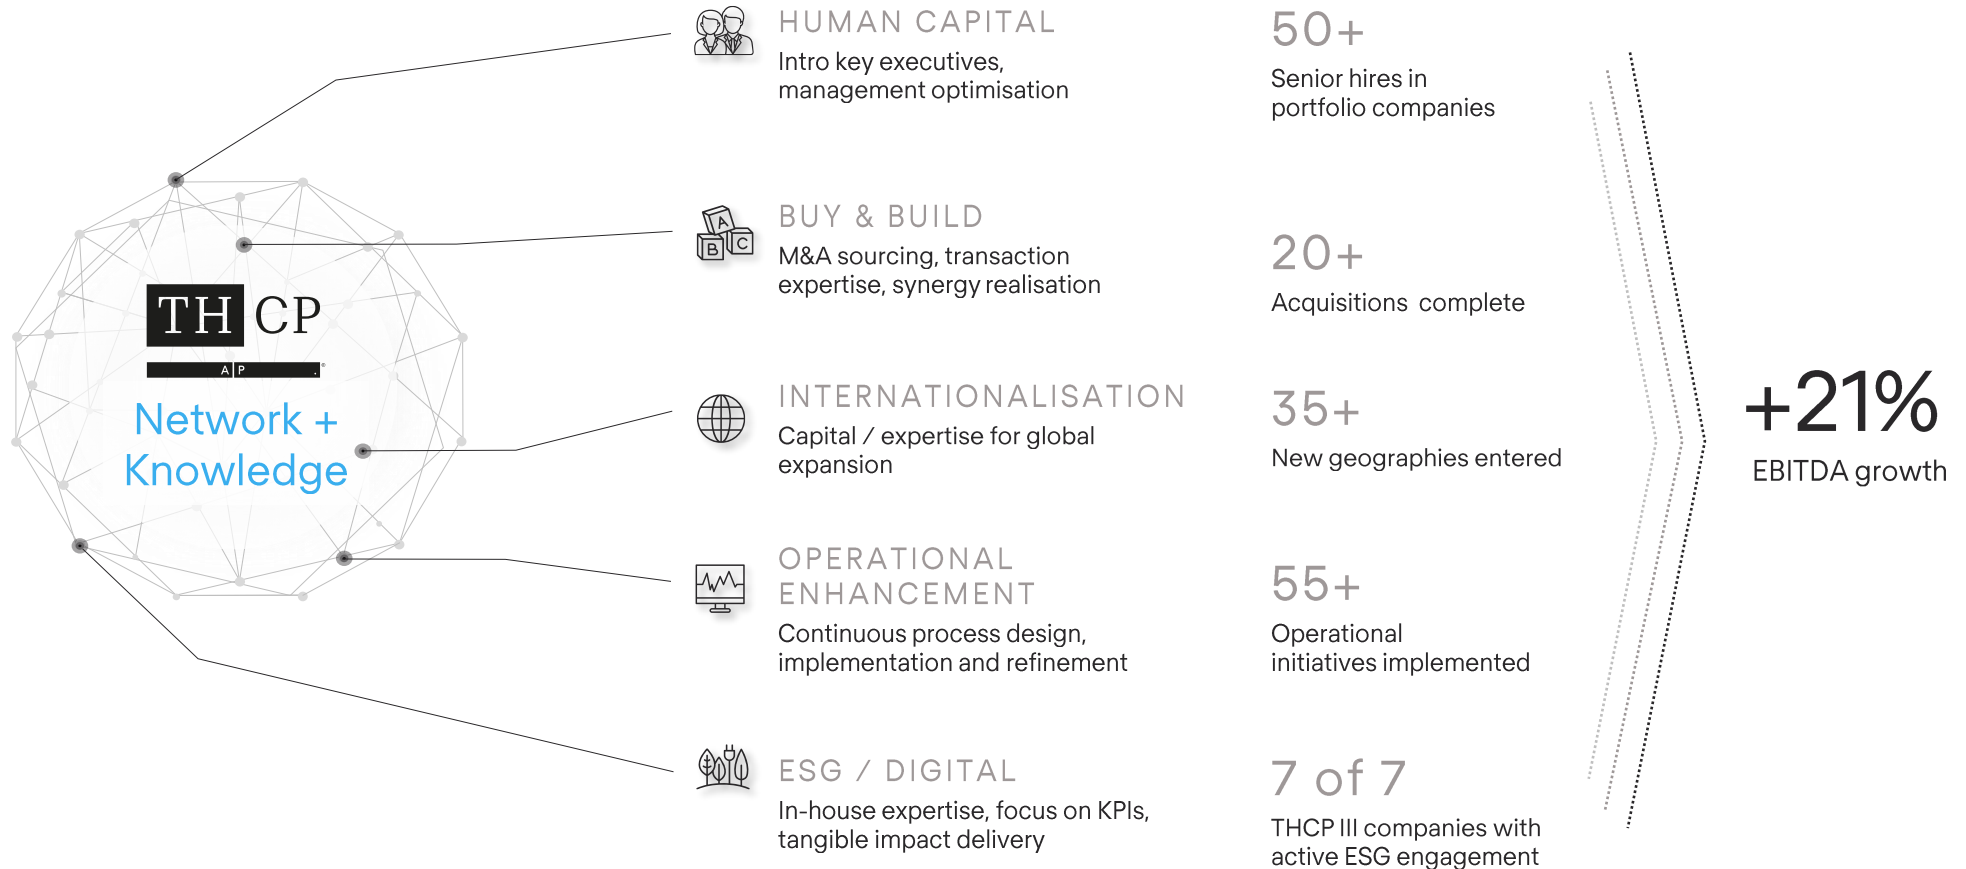 TH CP
A|P .®
Network +
Knowledge
HUMAN CAPITAL
Intro key executives,
management optimisation
50+
Senior hires in
portfolio companies
A
B
C
BUY & BUILD
M&A sourcing, transaction
expertise, synergy realisation
20+
Acquisitions complete
INTERNATIONALISATION
Capital / expertise for global
expansion
35+
New geographies entered
OPERATIONAL
ENHANCEMENT
Continuous process design,
implementation and refinement
55+
Operational
initiatives implemented
ESG / DIGITAL
In-house expertise, focus on KPIs,
tangible impact delivery
7 of 7
THCP III companies with
active ESG engagement
+21%
EBITDA growth